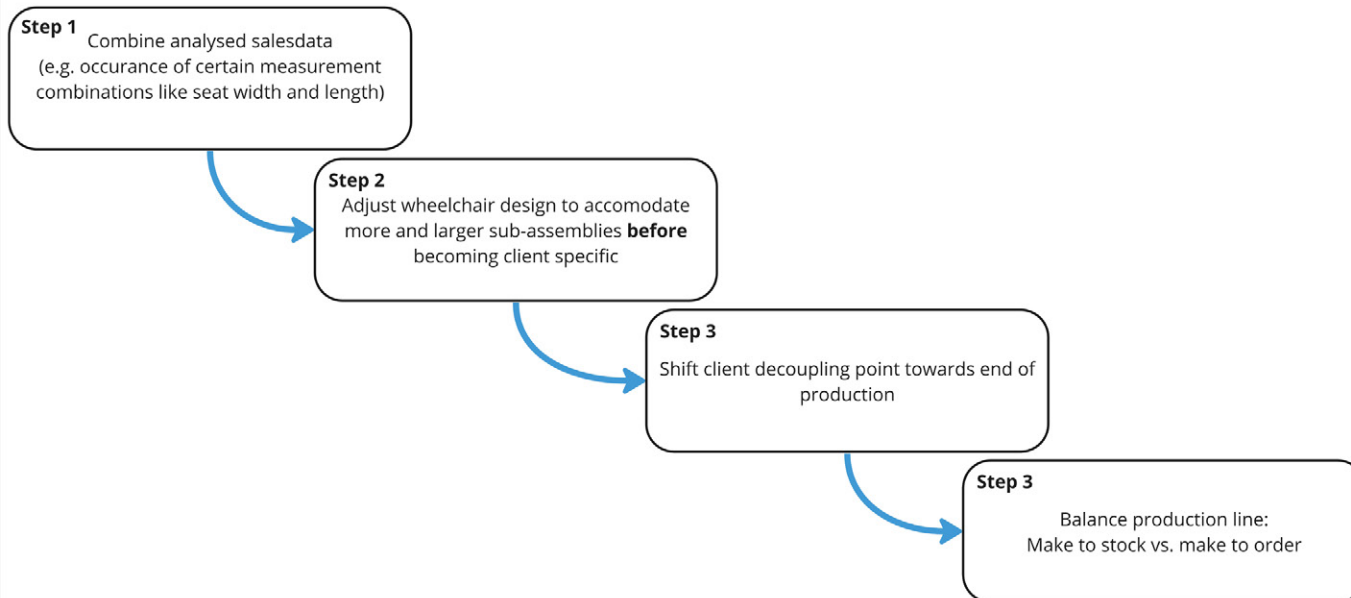 Step 1
Combine analysed salesdata
(e.g. occurance of certain measurement
combinations like seat width and length)
Step 2
Adjust wheelchair design to accomodate
more and larger sub-assemblies before
becoming client specific
Step 3
Shift client decoupling point towards end of
production
Step 3
Balance production line:
Make to stock vs. make to order